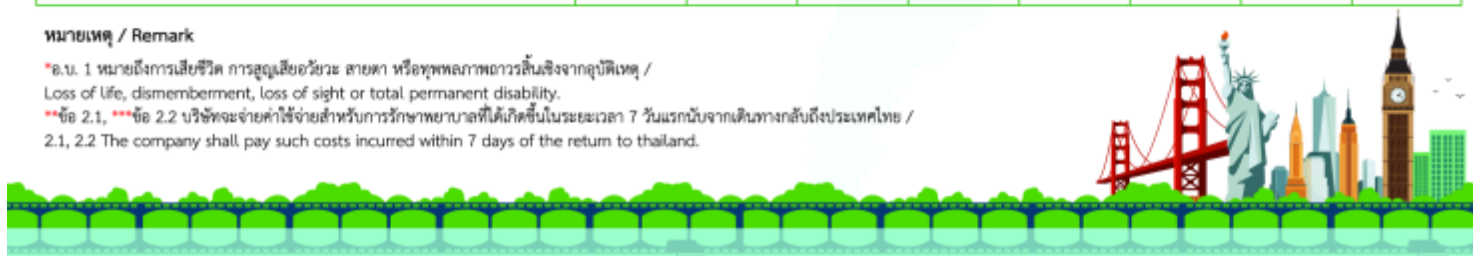 หมายเหตุ / Remark
*อ.บ. 1 หมายถึงการเสียชีวิต การสูญเสียอวัยวะ สายตา หรือทุพพลภาพถาวรสิ้นเชิงจากอุบัติเหตุ /
Loss of life, dismemberment, loss of sight or total permanent disability.
**ข้อ 2.1, ***ข้อ 2.2 บริษัทจะจ่ายค่าใช้จ่ายสำหรับการรักษาพยาบาลที่ได้เกิดขึ้นในระยะเวลา 7 วันแรกนับจากเดินทางกลับถึงประเทศไทย /
2.1, 2.2 The company shall pay such costs incurred within 7 days of the return to thailand.